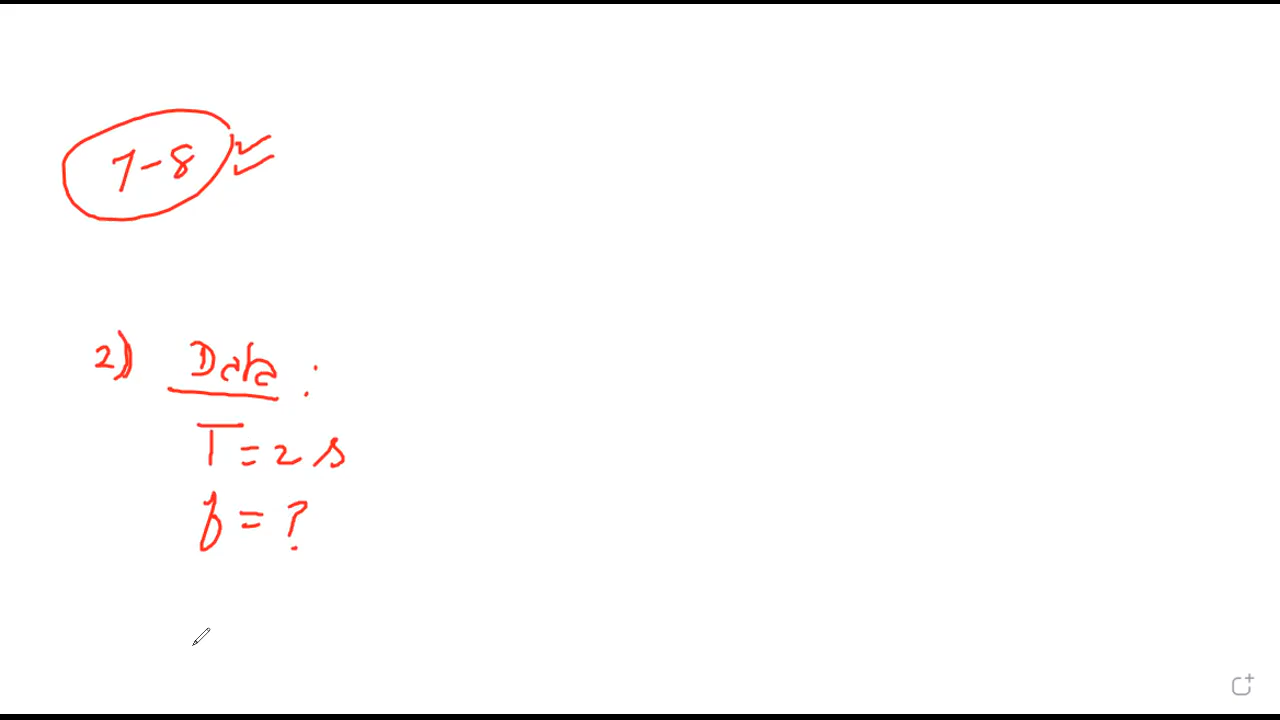 7-8
2) Data :
T = 2 s
f = ?